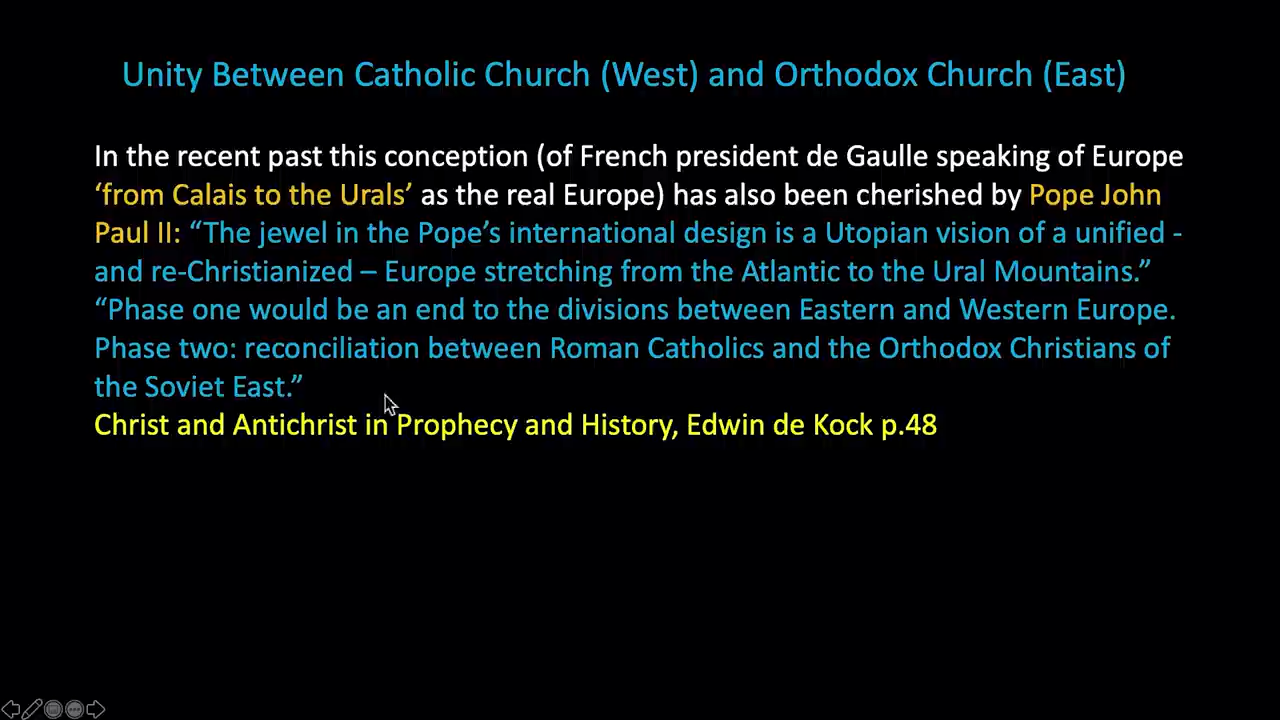 Unity Between Catholic Church (West) and Orthodox Church (East)
In the recent past this conception (of French president de Gaulle speaking of Europe
‘from Calais to the Urals’ as the real Europe) has also been cherished by Pope John
Paul II: “The jewel in the Pope’s international design is a Utopian vision of a unified -
and re-Christianized – Europe stretching from the Atlantic to the Ural Mountains.”
“Phase one would be an end to the divisions between Eastern and Western Europe.
Phase two: reconciliation between Roman Catholics and the Orthodox Christians of
the Soviet East.”
Christ and Antichrist in Prophecy and History, Edwin de Kock p.48